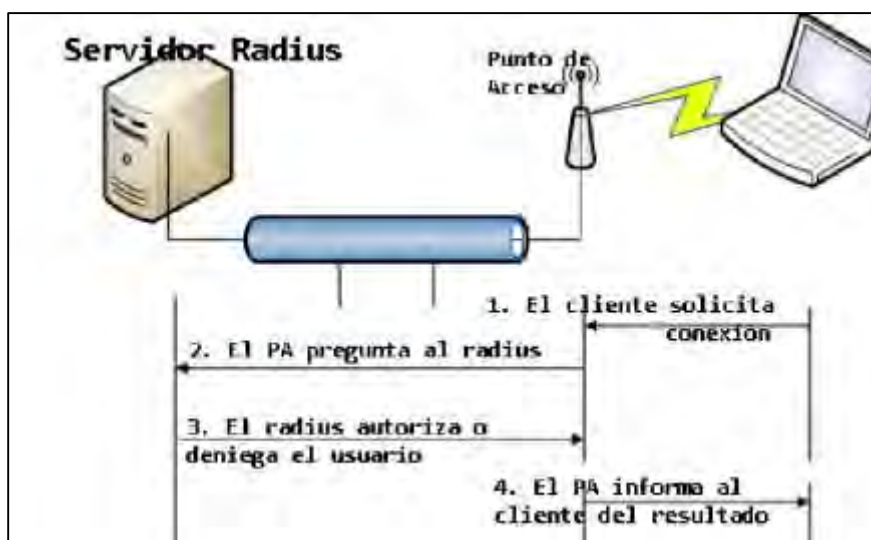 Servidor Radius
Punto de
Acceso
1. El cliente solicita
conexion
2. El PA pregunta al radius
3. El radius autoriza o
deniega el usuario
4. El PA informa al
cliente del resultado